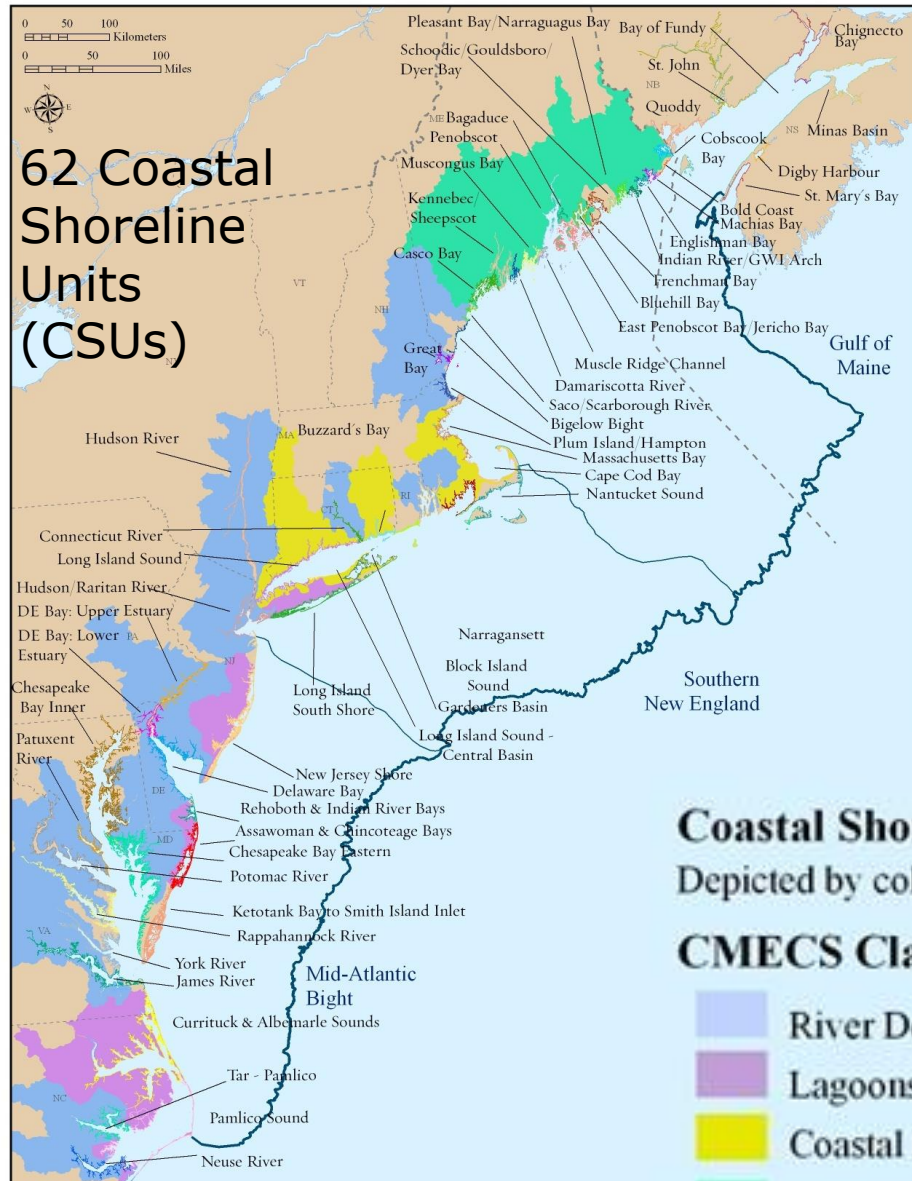 0 50 100
Kilometers
0 50 100
Miles
N
W E
S
62 Coastal
Shoreline
Units
(CSUs)
Pleasant Bay/Narraguagus Bay
Schoodic/Gouldsboro/
Dyer Bay
Bagaduce
Penobscot
Muscongus Bay
Kennebec/
Sheepscot
Casco Bay
Bay of Fundy
Chignecto
Bay
St. John
NB
Quoddy
ME
NS
Minas Basin
Cobscook
Bay
Digby Harbour
St. Mary's Bay
Bold Coast
Machias Bay
Englishman Bay
Indian River/GWI Arch
Frenchman Bay
Bluehill Bay
East Penobscot Bay/Jericho Bay
Muscle Ridge Channel
Damariscotta River
Saco/Scarborough River
Bigelow Bight
Plum Island/Hampton
Massachusetts Bay
Cape Cod Bay
Nantucket Sound
Gulf of
Maine
VT
NH
Great
Bay
Buzzard's Bay
MA
Hudson River
CT
RI
Connecticut River
Long Island Sound
Hudson/Raritan River
DE Bay: Upper Estuary
DE Bay: Lower
Estuary
PA
NJ
Chesapeake
Bay Inner
Patuxent
River
Long Island
South Shore
Narragansett
Block Island
Sound
Gardeners Basin
Long Island Sound -
Central Basin
Southern
New England
New Jersey Shore
Delaware Bay
DE
Rehoboth & Indian River Bays
MD
Assawoman & Chincoteage Bays
Chesapeake Bay Eastern
Potomac River
Ketotank Bay to Smith Island Inlet
Rappahannock River
VA
York River
James River
Mid-Atlantic
Bight
Currituck & Albemarle Sounds
Tar - Pamlico
NC
Pamlico Sound
Neuse River
Coastal Sho
Depicted by co
CMECS Cla
River D
Lagoons
Coastal